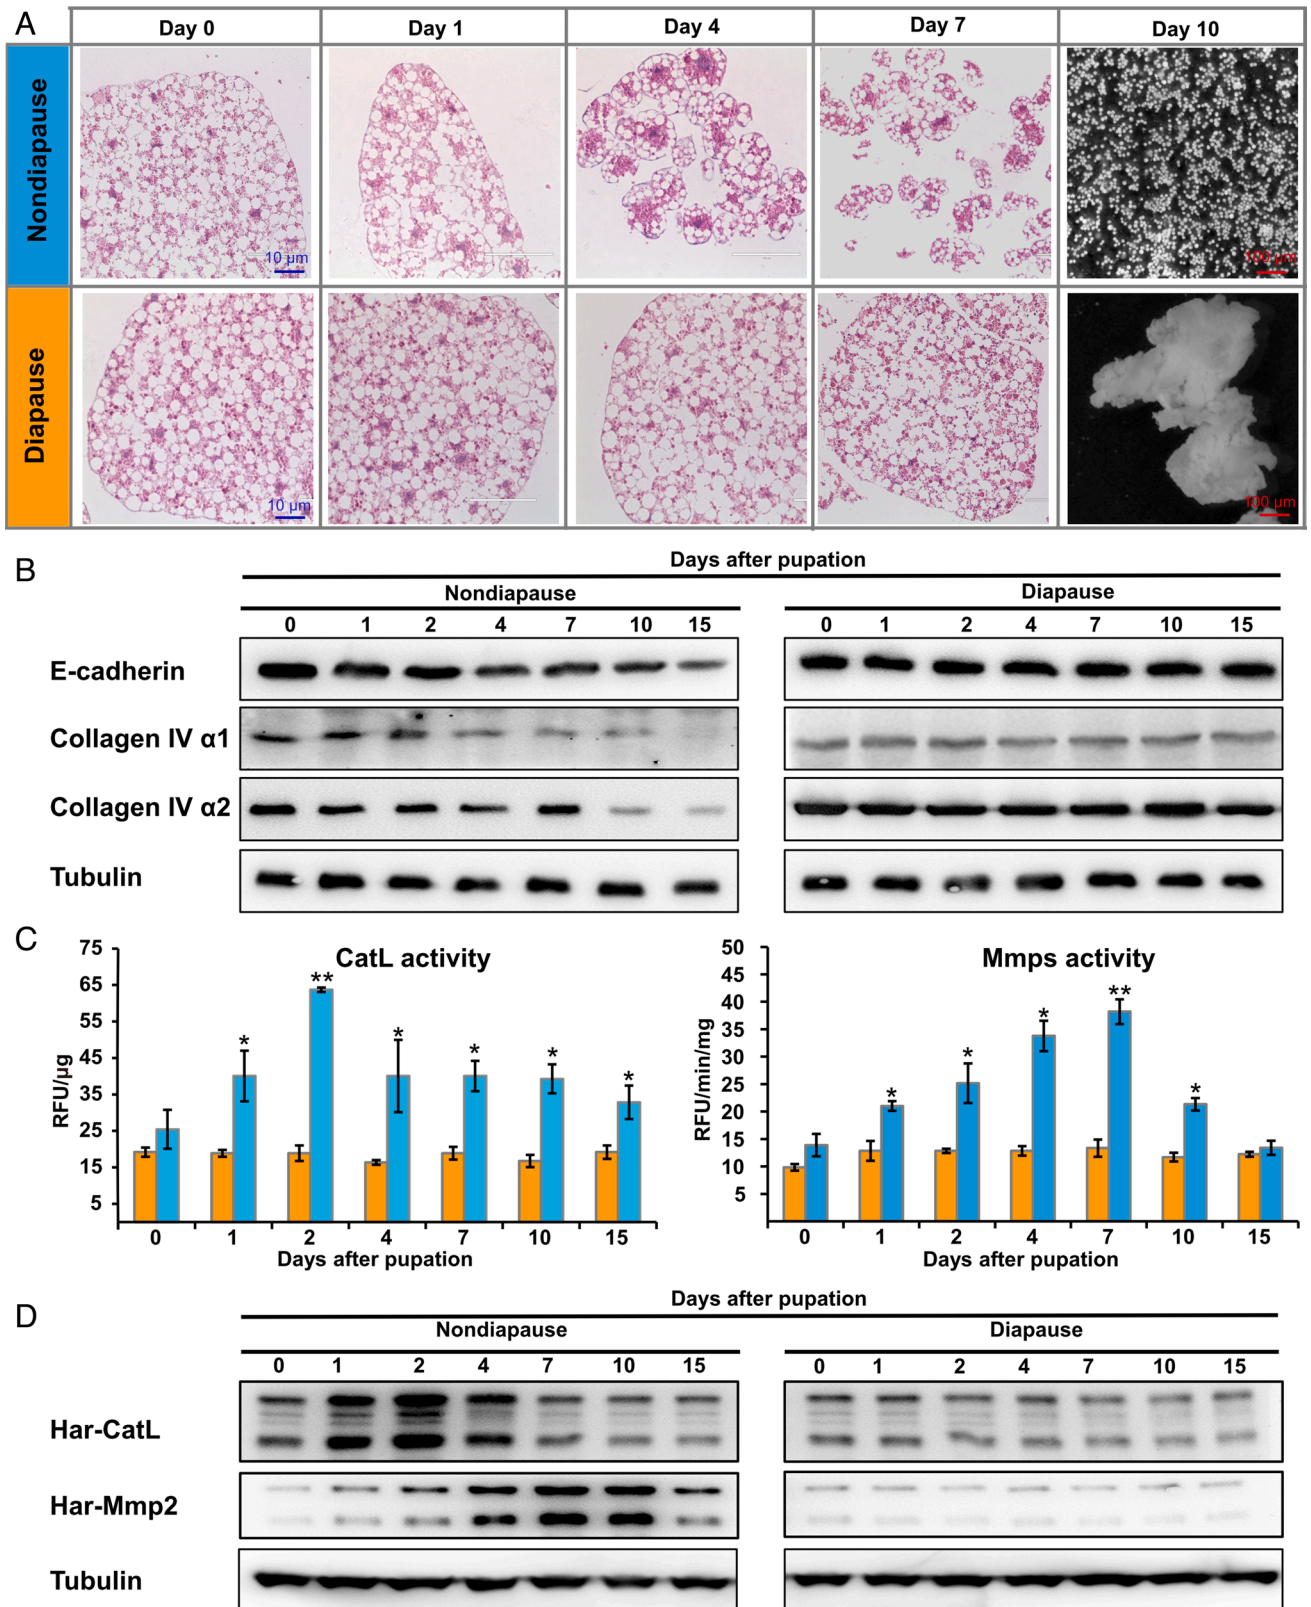 A
Day 0 Day 1 Day 4 Day 7 Day 10
Nondiapause
10 µm
100 µm
Diapause
10 µm
100 µm
B
Days after pupation
Nondiapause Diapause
0 1 2 4 7 10 15 0 1 2 4 7 10 15
E-cadherin
Collagen IV α1
Collagen IV α2
Tubulin
C
CatL activity
75
65
55
45
35
25
15
5
RFU/µg
** * * * * *
0 1 2 4 7 10 15
Days after pupation
Mmps activity
50
45
40
35
30
25
20
15
10
5
RFU/min/mg
* * * ** *
0 1 2 4 7 10 15
Days after pupation
D
Days after pupation
Nondiapause Diapause
0 1 2 4 7 10 15 0 1 2 4 7 10 15
Har-CatL
Har-Mmp2
Tubulin